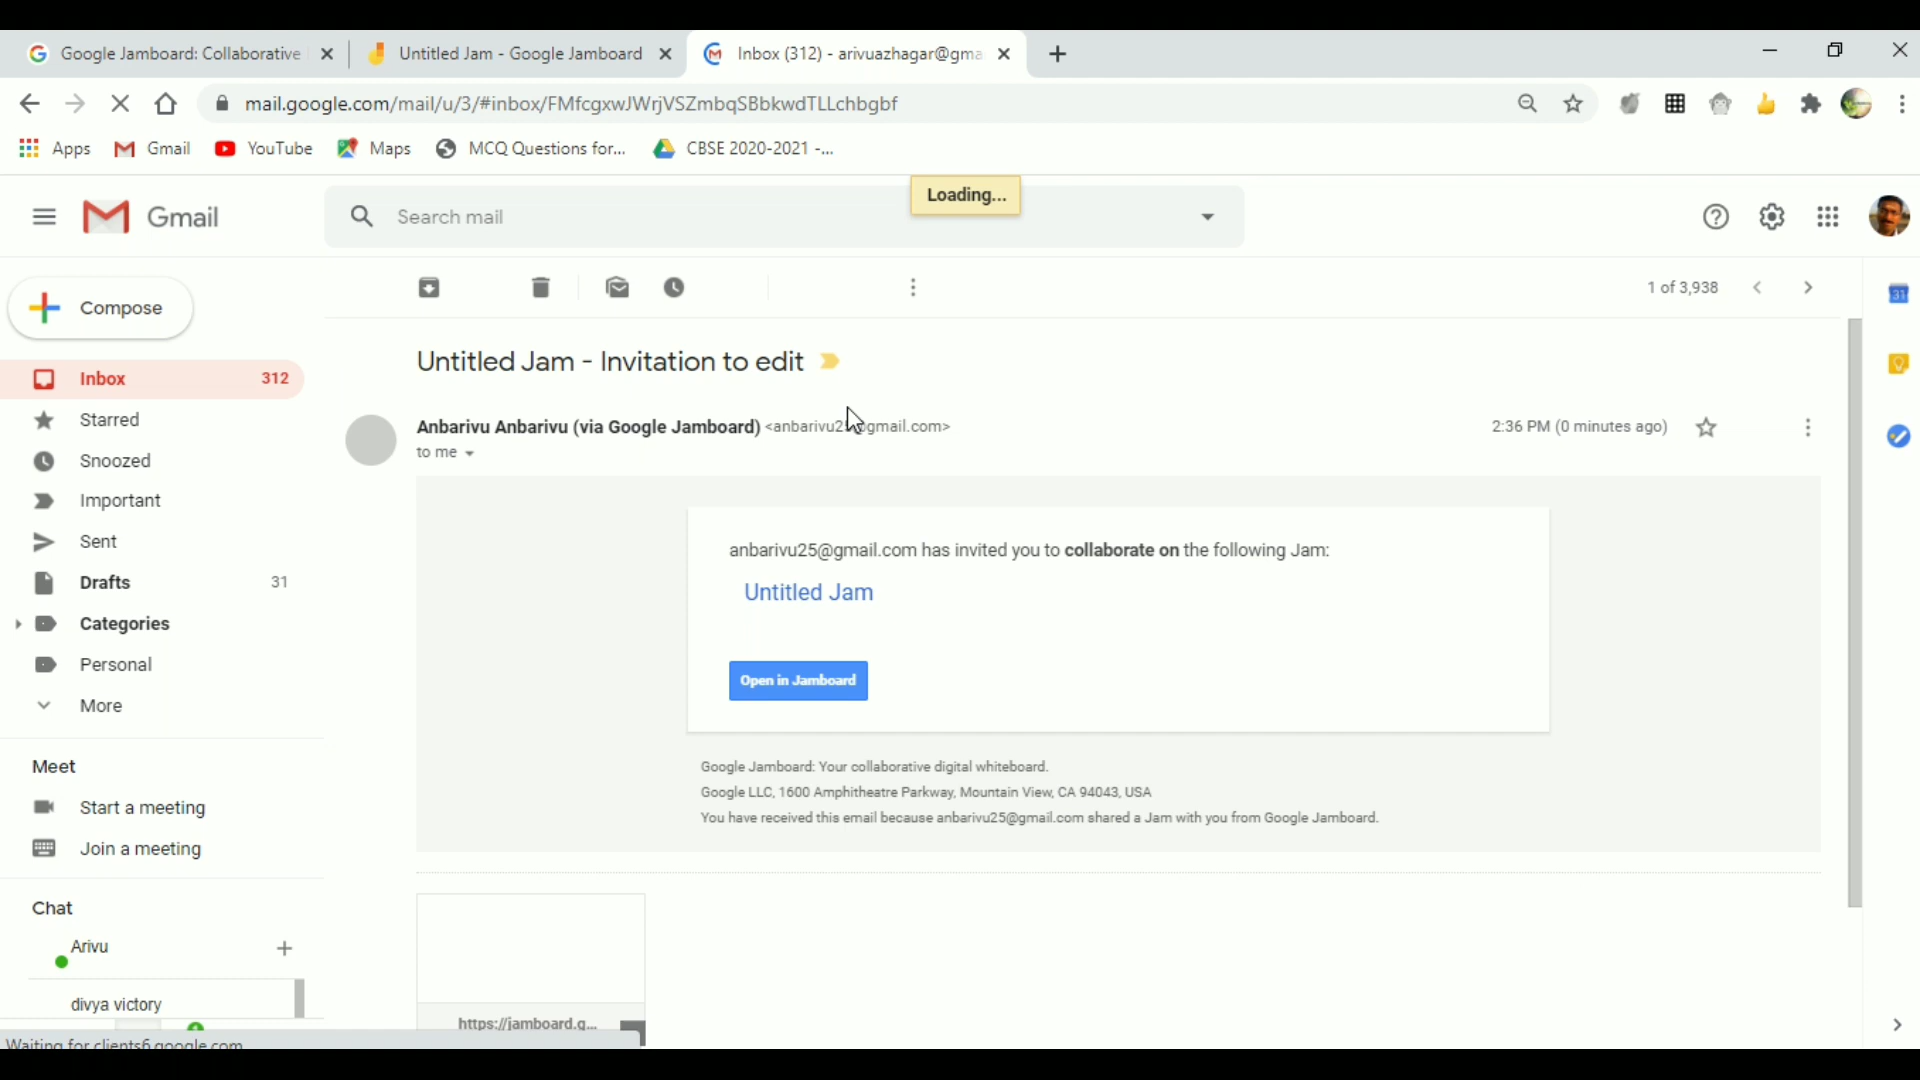 Google Jamboard: Collaborative
Untitled Jam - Google Jamboard
Inbox (312) - arivuazhagar@gma
mail.google.com/mail/u/3/#inbox/FMfcgxwJWrjVSZmbqSBbkwdTLLchbgbf
Apps
Gmail
YouTube
Maps
MCQ Questions for...
CBSE 2020-2021 -...
Loading...
Gmail
Search mail
Compose
1 of 3,938
Untitled Jam - Invitation to edit
Inbox 312
Starred
Anbarivu Anbarivu (via Google Jamboard)
2:36 PM (0 minutes ago)
to me
Snoozed
Important
Sent
Drafts 31
Categories
Personal
More
anbarivu25@gmail.com has invited you to collaborate on the following Jam:
Untitled Jam
Open in Jamboard
Google Jamboard: Your collaborative digital whiteboard.
Google LLC, 1600 Amphitheatre Parkway, Mountain View, CA 94043, USA
You have received this email because anbarivu25@gmail.com shared a Jam with you from Google Jamboard.
Meet
Start a meeting
Join a meeting
Chat
Arivu
divya victory
https://jamboard.g...
Waiting for clients6.google.com
31